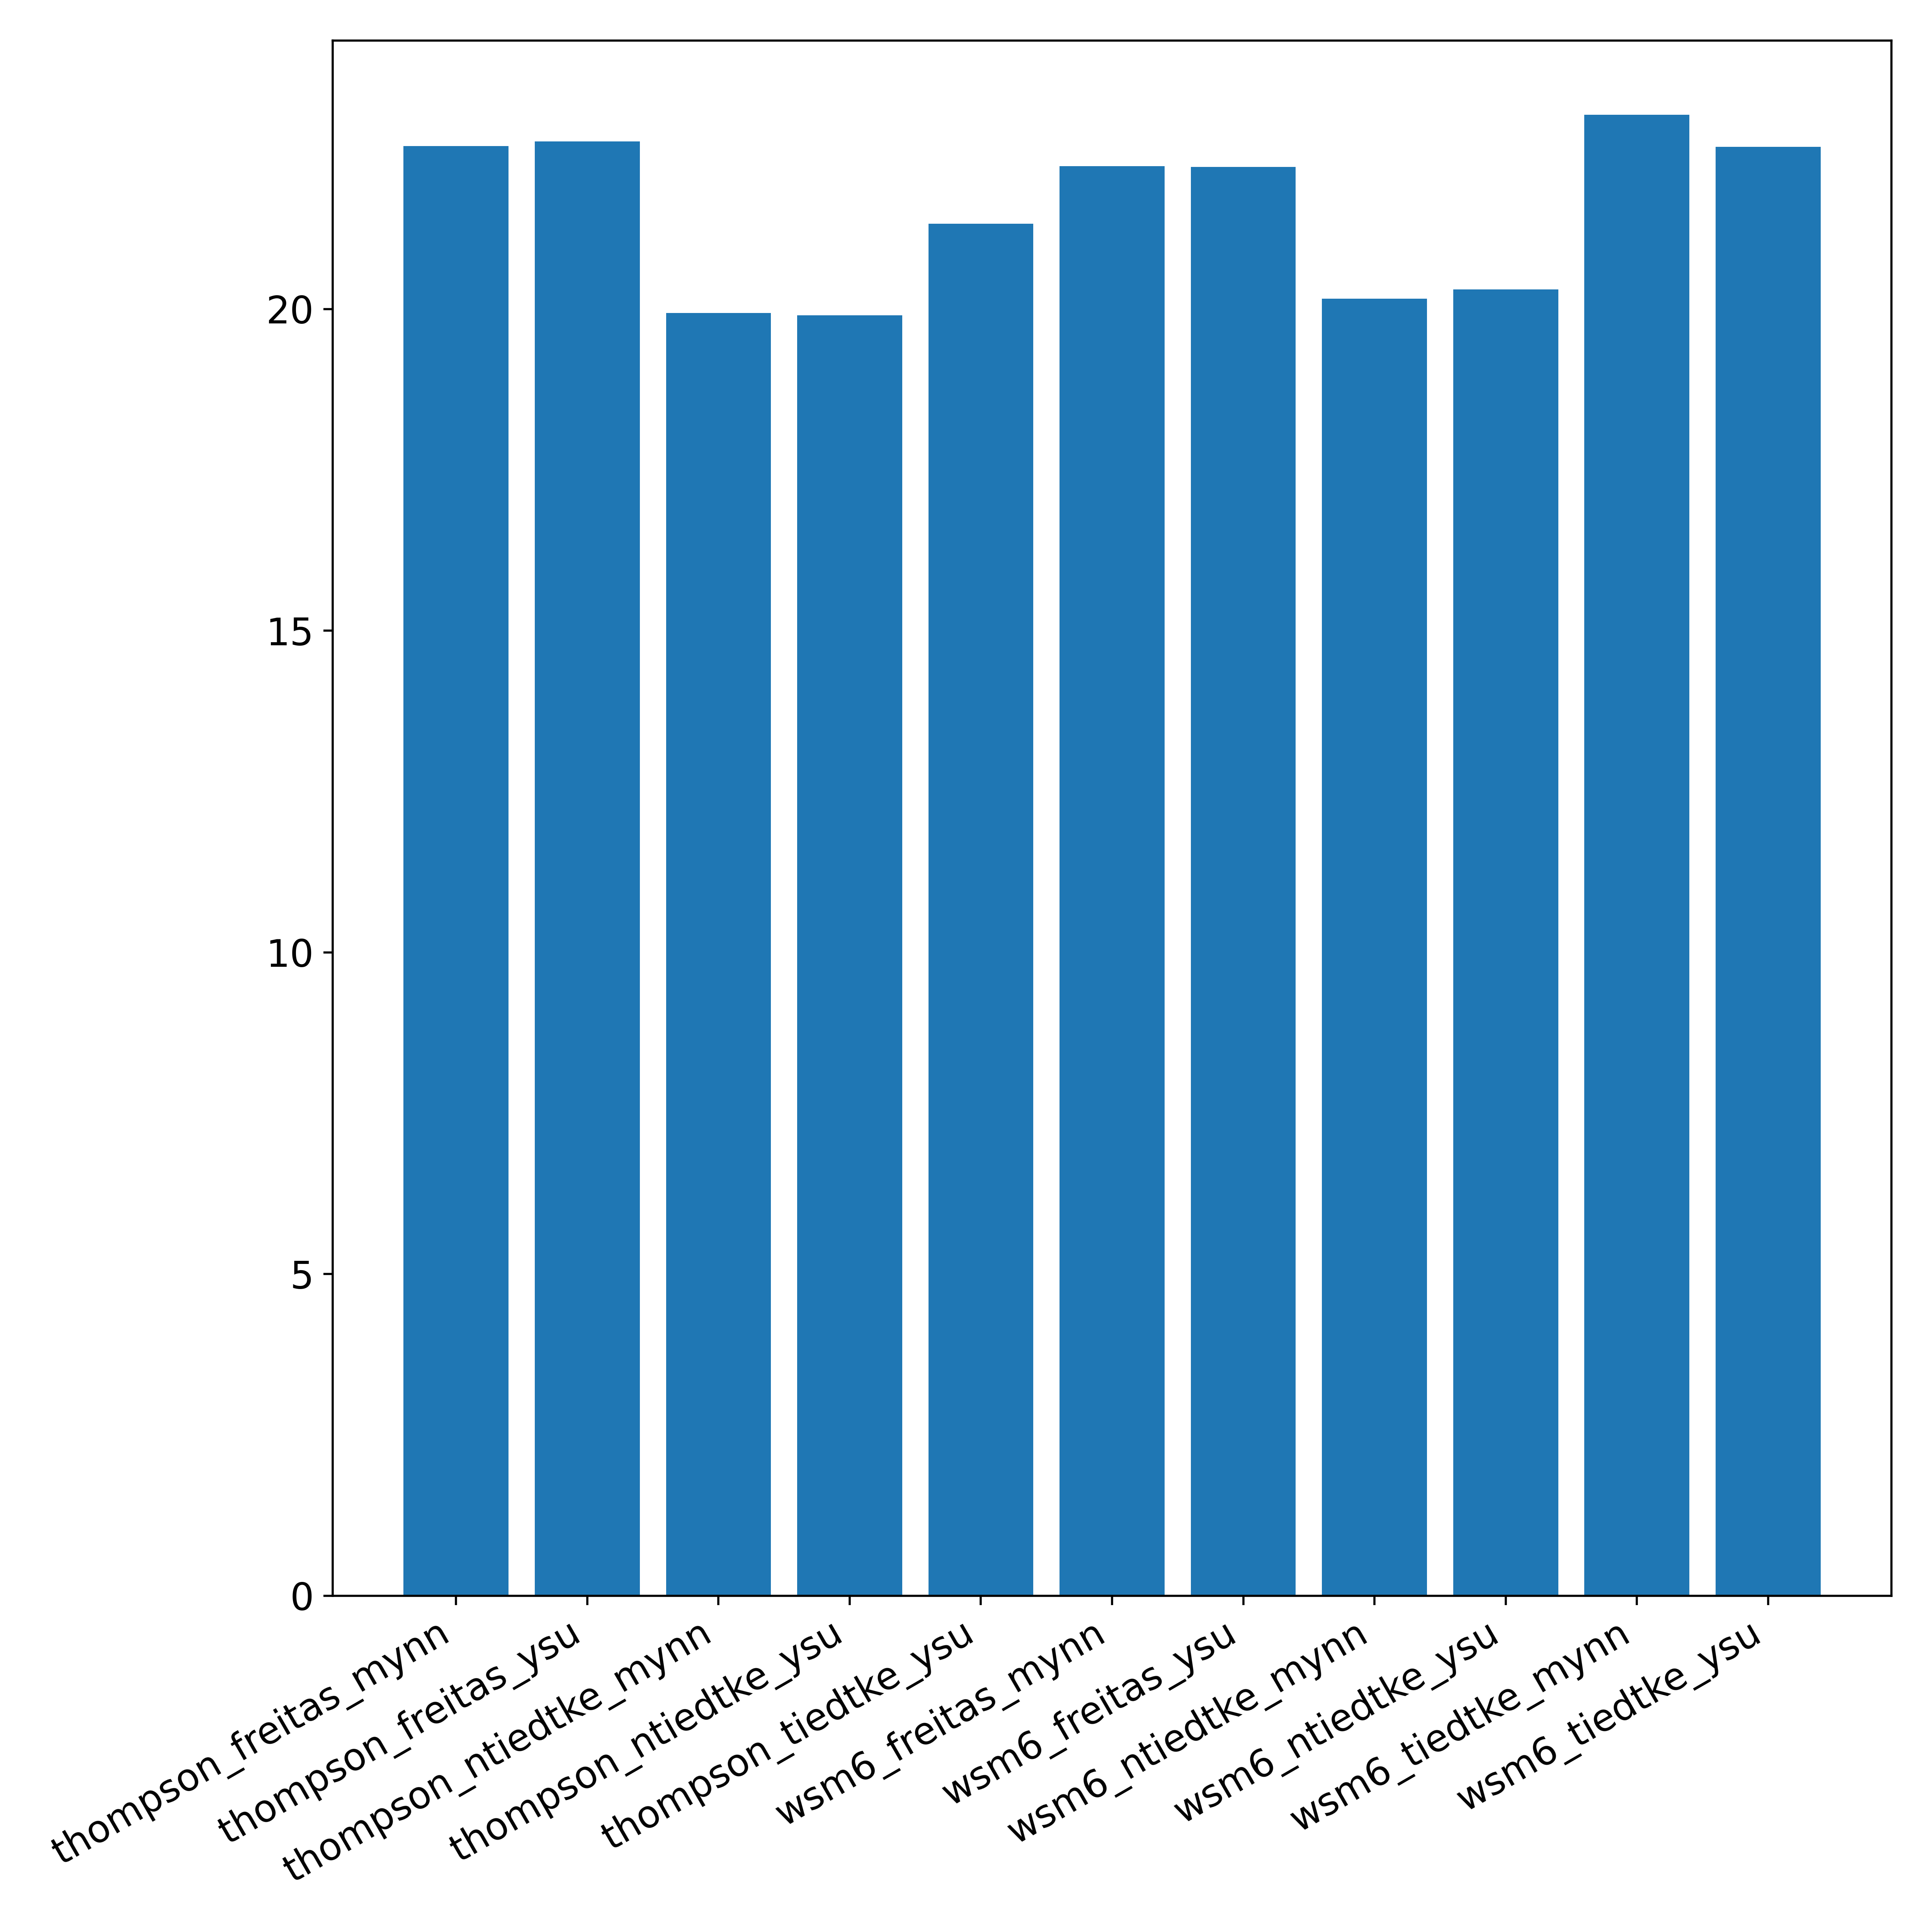 20
15
10
5
0
thompson_freitas_mynn
thompson_freitas_ysu
thompson_ntiedtke_mynn
thompson_ntiedtke_ysu
thompson_tiedtke_ysu
wsm6_freitas_mynn
wsm6_freitas_ysu
wsm6_ntiedtke_mynn
wsm6_ntiedtke_ysu
wsm6_tiedtke_mynn
wsm6_tiedtke_ysu